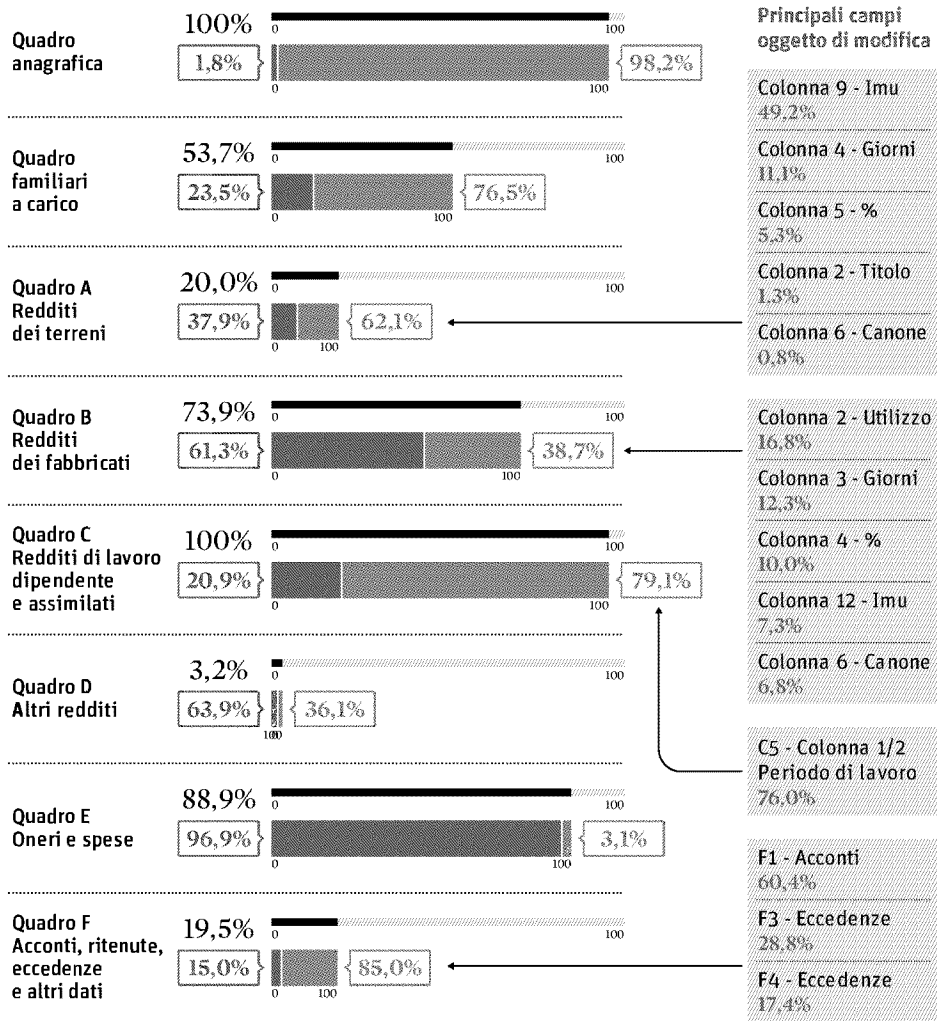 Principali campi
oggetto di modifica
Quadro
anagrafica
100%
0
100
1,8%
98,2%
0
100
Quadro
familiari
a carico
53,7%
0
100
23,5%
76,5%
0
100
Quadro A
Redditi
dei terreni
20,0%
0
100
37,9%
62,1%
0
100
Colonna 9 - Imu
49,2%
Colonna 4 - Giorni
11,1%
Colonna 5 - %
5,3%
Colonna 2 - Titolo
1.3%
Colonna 6 - Canone
0,8%
Quadro B
Redditi
dei fabbricati
73,9%
0
100
61,3%
38,7%
0
100
Colonna 2 - Utilizzo
16,8%
Colonna 3 - Giorni
12,3%
Colonna 4 - %
10,0%
Colonna 12 - Imu
7,3%
Colonna 6 - Canone
6,8%
Quadro C
Redditi di lavoro
dipendente
e assimilati
100%
0
100
20,9%
79,1%
0
100
C5 - Colonna 1/2
Periodo di lavoro
76,0%
Quadro D
Altri redditi
3,2%
0
100
63,9%
36,1%
0
100
Quadro E
Oneri e spese
88,9%
0
100
96,9%
3,1%
0
100
Quadro F
Acconti, ritenute,
eccedenze
e altri dati
19,5%
0
100
15,0%
85,0%
0
100
F1 - Acconti
60,4%
F3 - Eccedenze
28,8%
F4 - Eccedenze
17,4%